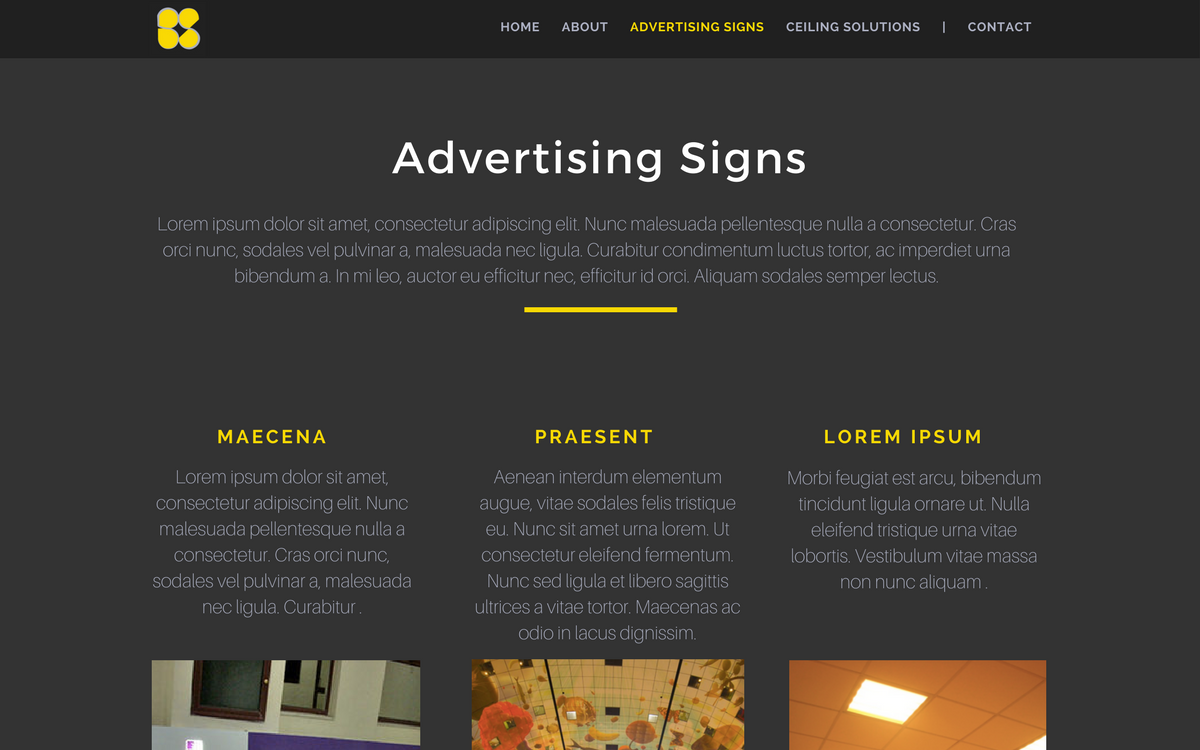 HOME ABOUT ADVERTISING SIGNS CEILING SOLUTIONS | CONTACT
Advertising Signs
Lorem ipsum dolor sit amet, consectetur adipiscing elit. Nunc malesuada pellentesque nulla a consectetur. Cras
orci nunc, sodales vel pulvinar a, malesuada nec ligula. Curabitur condimentum luctus tortor, ac imperdiet urna
bibendum a. In mi leo, auctor eu efficitur nec, efficitur id orci. Aliquam sodales semper lectus.
MAECENA
Lorem ipsum dolor sit amet,
consectetur adipiscing elit. Nunc
malesuada pellentesque nulla a
consectetur. Cras orci nunc,
sodales vel pulvinar a, malesuada
nec ligula. Curabitur .
PRAESENT
Aenean interdum elementum
augue, vitae sodales felis tristique
eu. Nunc sit amet urna lorem. Ut
consectetur eleifend fermentum.
Nunc sed ligula et libero sagittis
ultrices a vitae tortor. Maecenas ac
odio in lacus dignissim.
LOREM IPSUM
Morbi feugiat est arcu, bibendum
tincidunt ligula ornare ut. Nulla
eleifend tristique urna vitae
lobortis. Vestibulum vitae massa
non nunc aliquam .